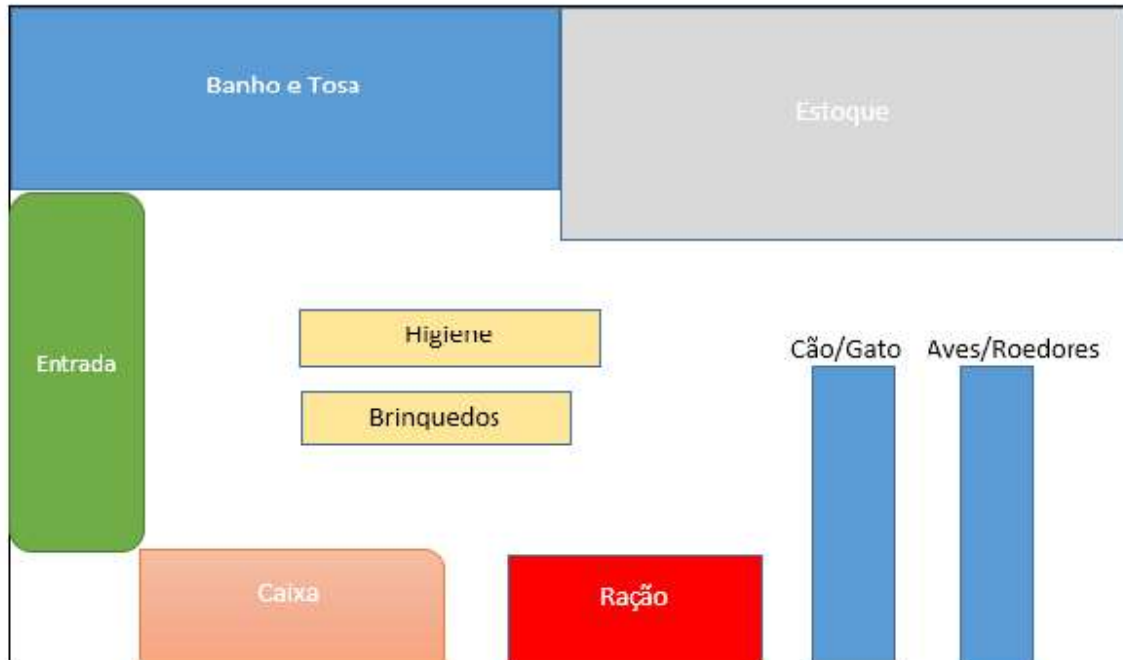 Banho e Tosa
Estoque
Higiene
Cão/Gato
Aves/Roedores
Entrada
Brinquedos
Caixa
Ração